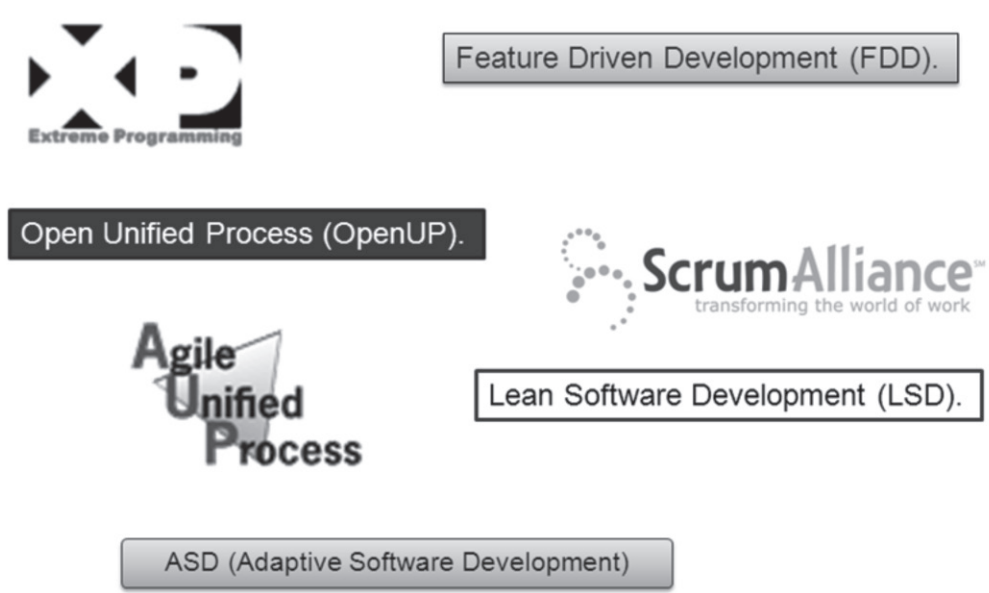 XP
Extreme Programming
Feature Driven Development (FDD).
Open Unified Process (OpenUP).
ScrumAlliance℠
transforming the world of work
Agile
Unified
Process
Lean Software Development (LSD).
ASD (Adaptive Software Development)